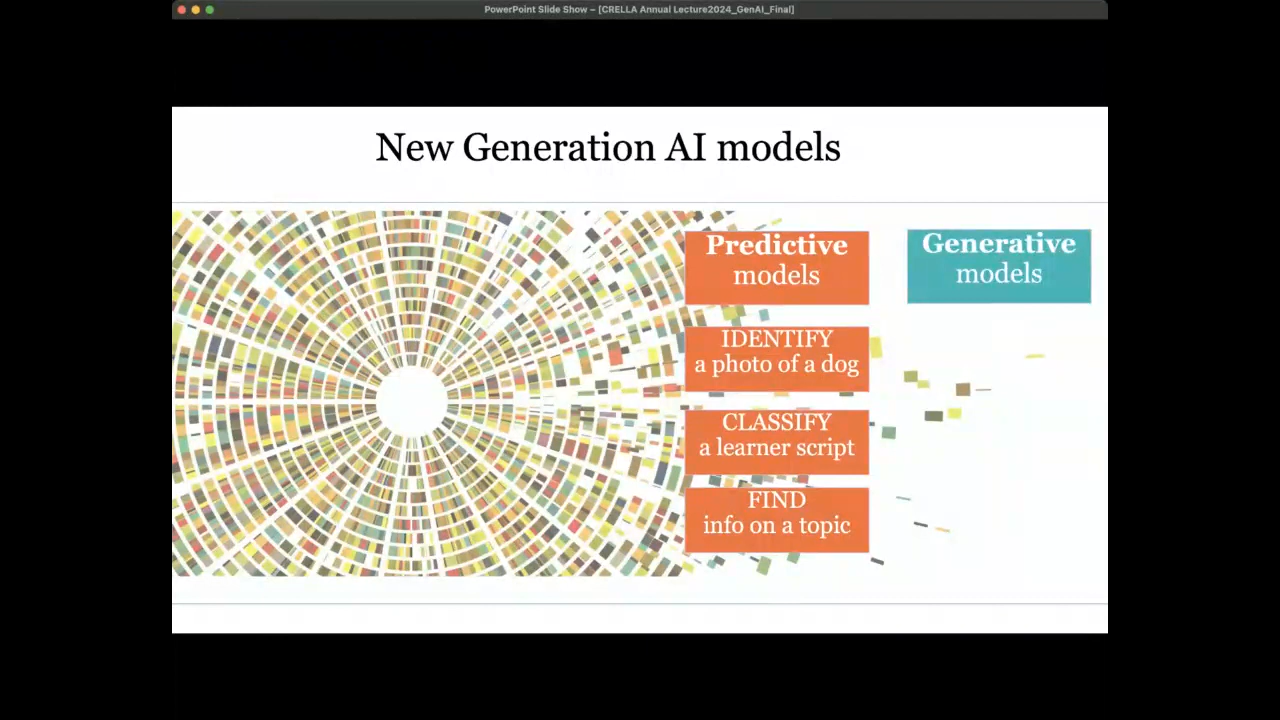 PowerPoint Slide Show – [CRELLA Annual Lecture2024_GenAI_Final]
New Generation AI models
Predictive
models
IDENTIFY
a photo of a dog
CLASSIFY
a learner script
FIND
info on a topic
Generative
models